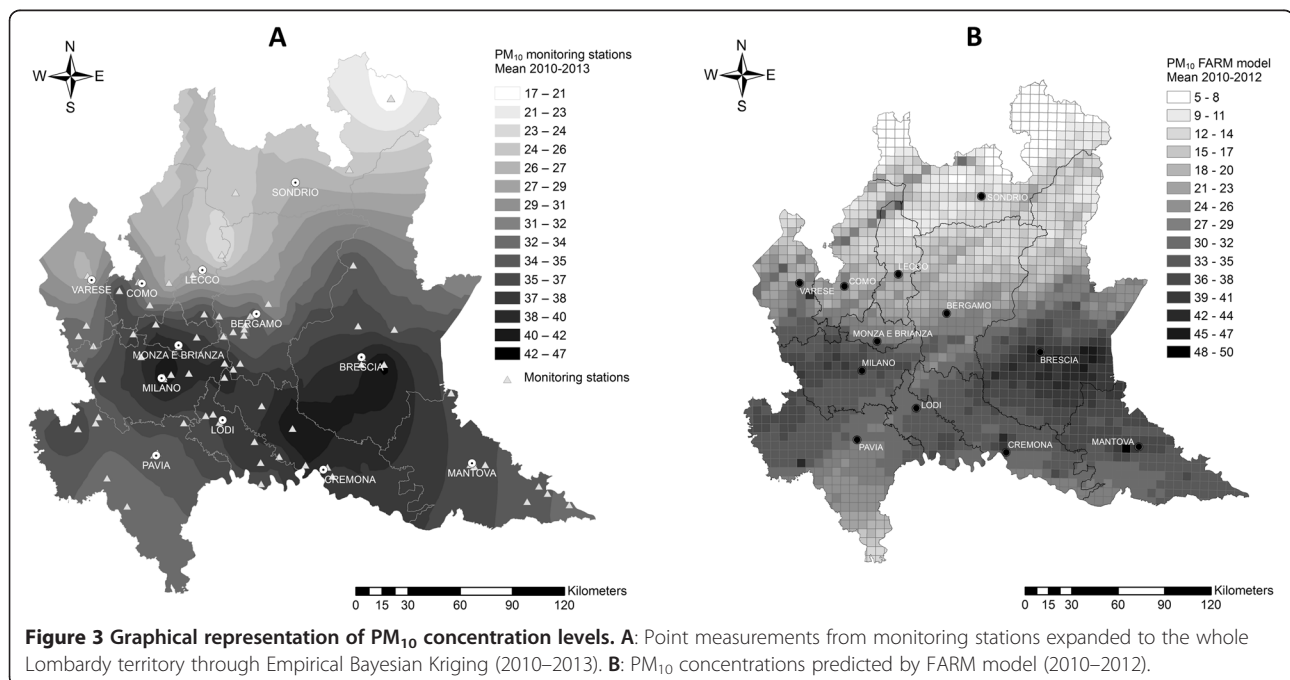 A
N
W E
S
PM10 monitoring stations
Mean 2010-2013
17 – 21
21 – 23
23 – 24
24 – 26
26 – 27
27 – 29
29 – 31
31 – 32
32 – 34
34 – 35
35 – 37
37 – 38
38 – 40
40 – 42
42 – 47
Monitoring stations
SONDRIO
LECCO
VARESE
COMO
BERGAMO
MONZA E BRIANZA
BRESCIA
MILANO
LODI
PAVIA
CREMONA
MANTOVA
Kilometers
0 15 30 60 90 120
B
N
W E
S
PM10 FARM model
Mean 2010-2012
5 - 8
9 - 11
12 - 14
15 - 17
18 - 20
21 - 23
24 - 26
27 - 29
30 - 32
33 - 35
36 - 38
39 - 41
42 - 44
45 - 47
48 - 50
SONDRIO
LECCO
VARESE
COMO
BERGAMO
MONZA E BRIANZA
BRESCIA
MILANO
LODI
PAVIA
CREMONA
MANTOVA
Kilometers
0 15 30 60 90 120
Figure 3 Graphical representation of PM10 concentration levels. A: Point measurements from monitoring stations expanded to the whole
Lombardy territory through Empirical Bayesian Kriging (2010–2013). B: PM10 concentrations predicted by FARM model (2010–2012).